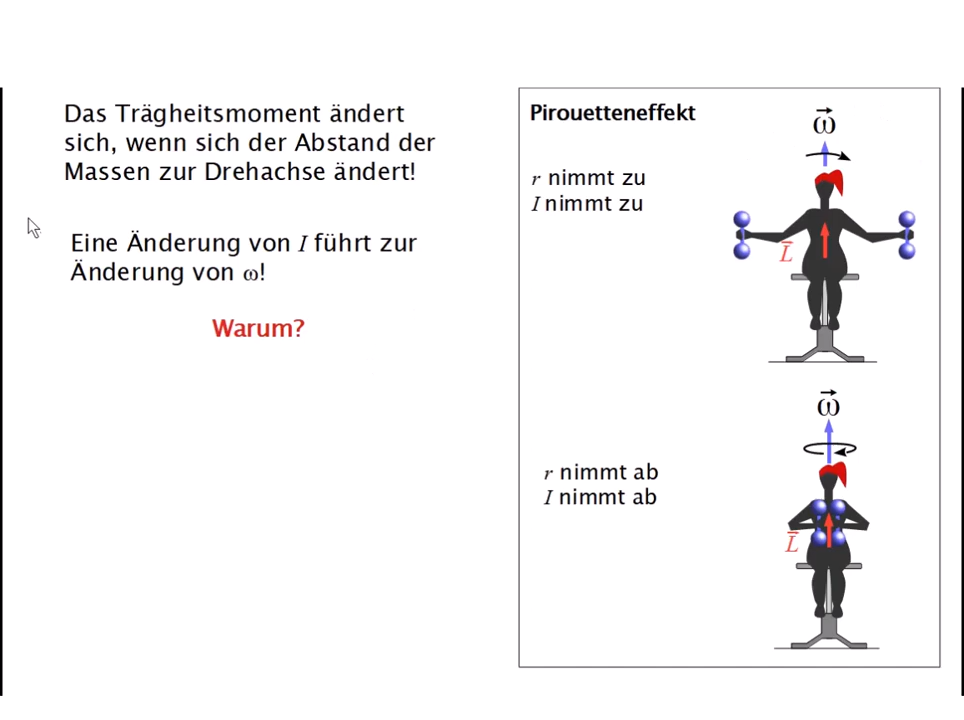 Das Trägheitsmoment ändert
sich, wenn sich der Abstand der
Massen zur Drehachse ändert!
Eine Änderung von I führt zur
Änderung von ω!
Warum?
Pirouetteneffekt
ω⃗
r nimmt zu
I nimmt zu
L⃗
ω⃗
r nimmt ab
I nimmt ab
L⃗